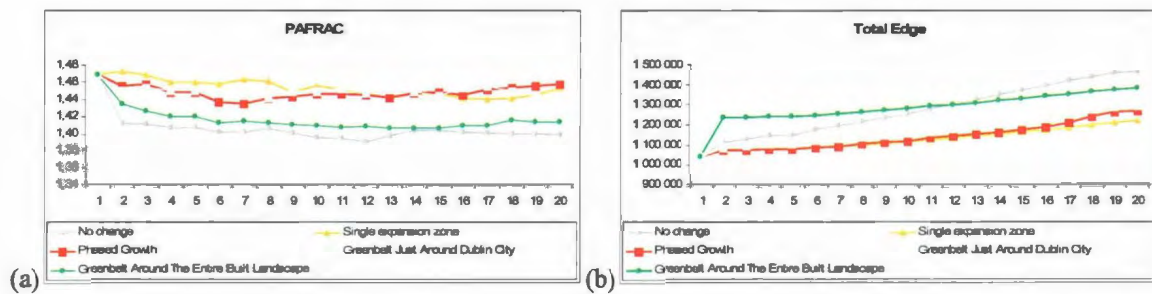 PAFRAC
1,48
1,46
1,44
1,42
1,40
1,38
1,36
1,34
1 2 3 4 5 6 7 8 9 10 11 12 13 14 15 16 17 18 19 20
No change Single expansion zone
Phased Growth Greenbelt Just Around Dublin City
Greenbelt Around The Entire Built Landscape
(a)
Total Edge
1 500 000
1 400 000
1 300 000
1 200 000
1 100 000
1 000 000
900 000
1 2 3 4 5 6 7 8 9 10 11 12 13 14 15 16 17 18 19 20
No change Single expansion zone
Phased Growth Greenbelt Just Around Dublin City
Greenbelt Around The Entire Built Landscape
(b)